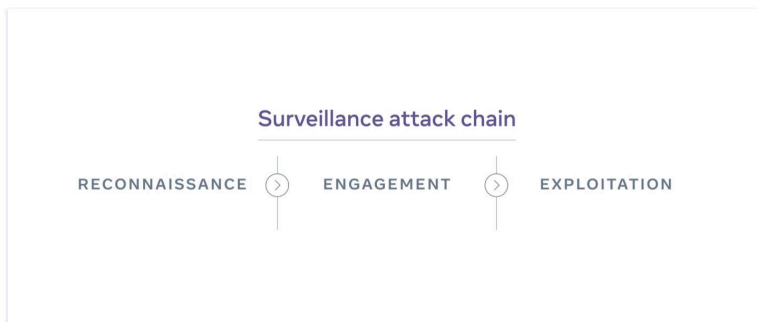 Surveillance attack chain
RECONNAISSANCE ENGAGEMENT EXPLOITATION